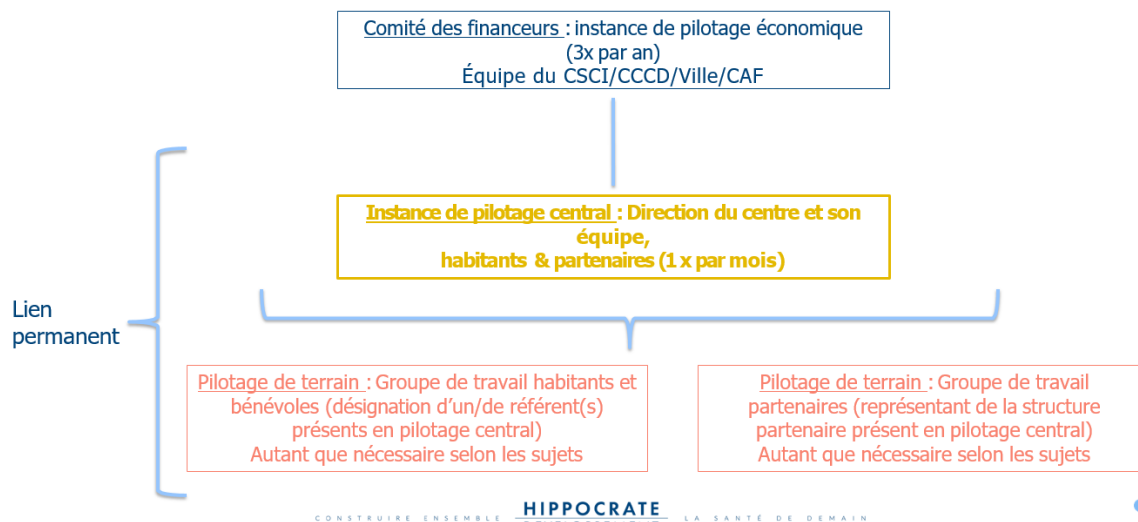 Comité des financeurs : instance de pilotage économique
(3x par an)
Équipe du CSCI/CCCD/Ville/CAF
Instance de pilotage central : Direction du centre et son
équipe,
habitants & partenaires (1 x par mois)
Lien
permanent
Pilotage de terrain : Groupe de travail habitants et
bénévoles (désignation d’un/de référent(s)
présents en pilotage central)
Autant que nécessaire selon les sujets
Pilotage de terrain : Groupe de travail
partenaires (représentant de la structure
partenaire présent en pilotage central)
Autant que nécessaire selon les sujets
CONSTRUIRE ENSEMBLE HIPPOCRATE LA SANTÉ DE DEMAIN